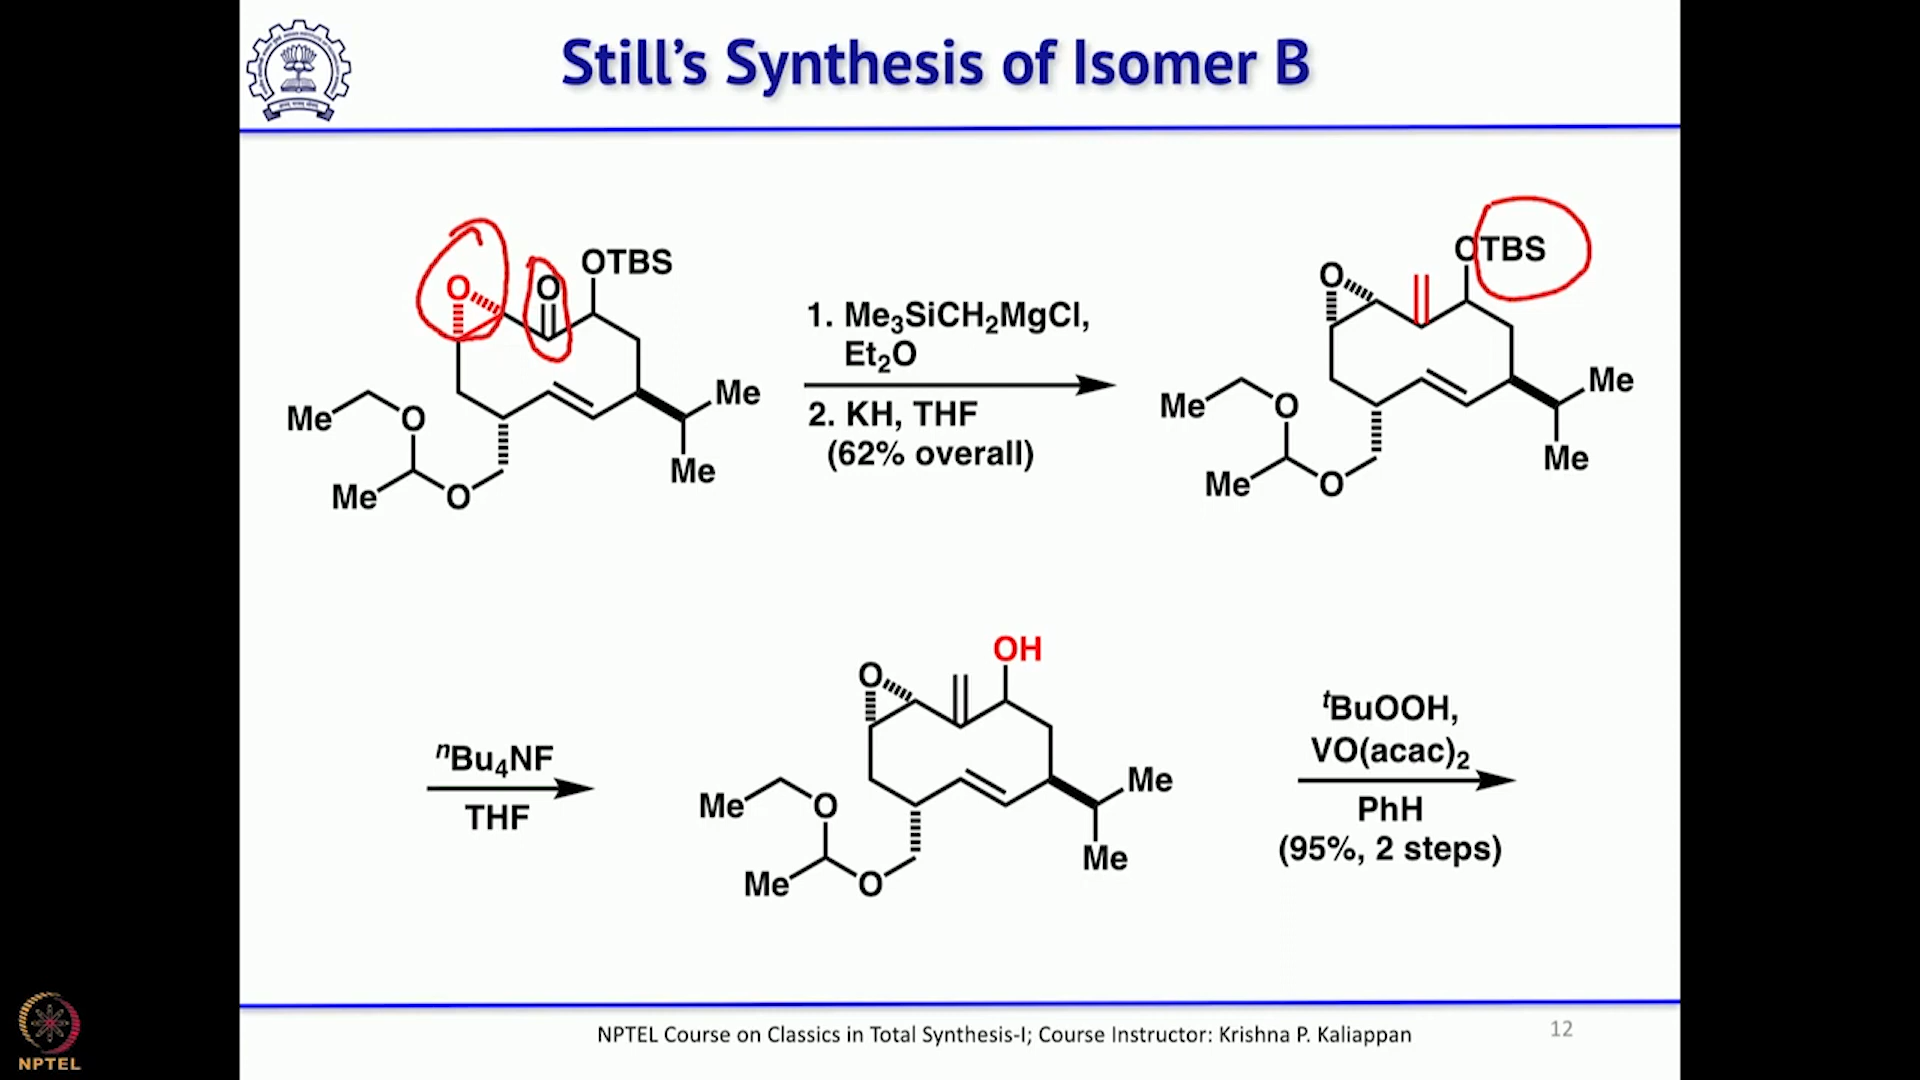 Still's Synthesis of Isomer B
O
O
OTBS
Me
Me
Me
O
Me
O
1. Me₃SiCH₂MgCl,
Et₂O
2. KH, THF
(62% overall)
O
OTBS
Me
Me
Me
O
Me
O
ⁿBu₄NF
THF
O
OH
Me
Me
Me
O
Me
O
ᵗBuOOH,
VO(acac)₂
PhH
(95%, 2 steps)
NPTEL Course on Classics in Total Synthesis-I; Course Instructor: Krishna P. Kaliappan
12
NPTEL